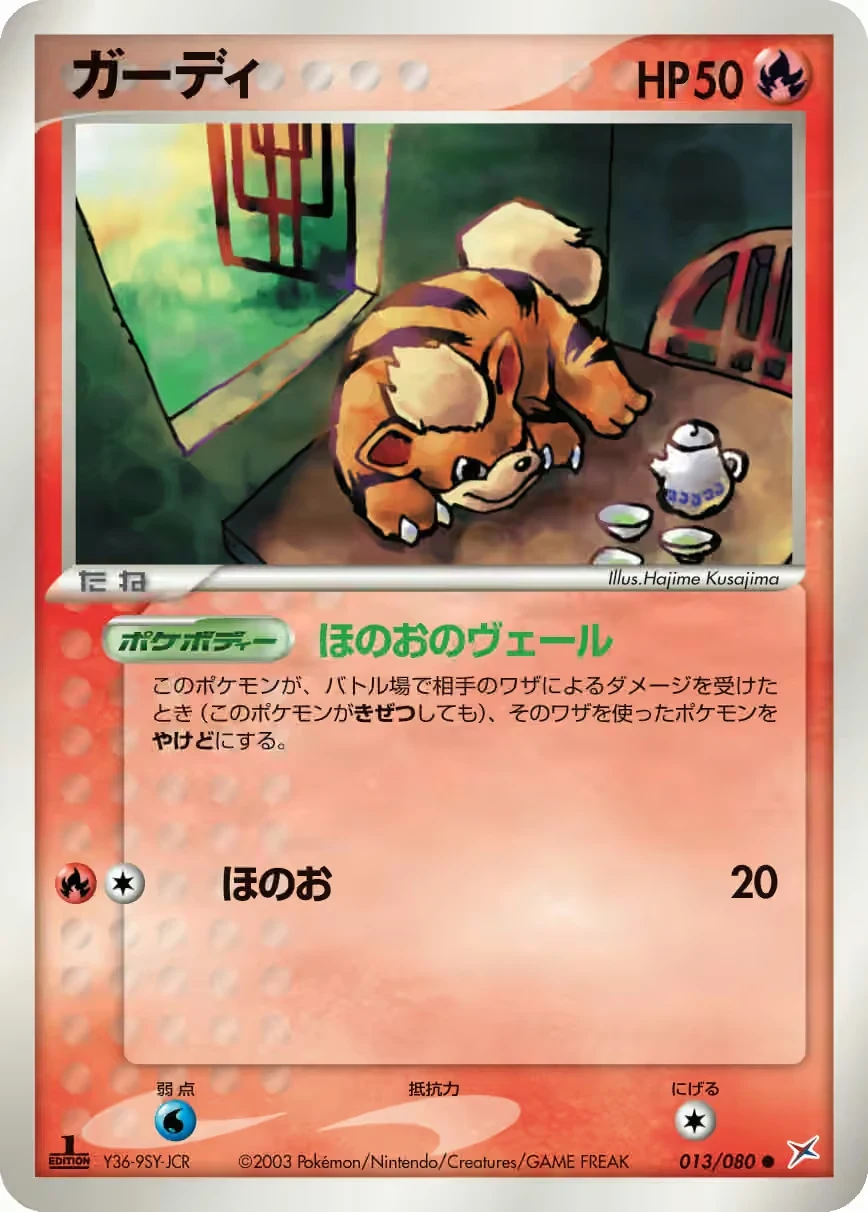 ガーディ HP50
たね Illus.Hajime Kusajima
ポケボディー ほのおのヴェール
このポケモンが、バトル場で相手のワザによるダメージを受けた
とき（このポケモンがきぜつしても）、そのワザを使ったポケモンを
やけどにする。
ほのお 20
弱点 抵抗力 にげる
1 EDITION Y36-9SY-JCR ©2003 Pokémon/Nintendo/Creatures/GAME FREAK 013/080 ●